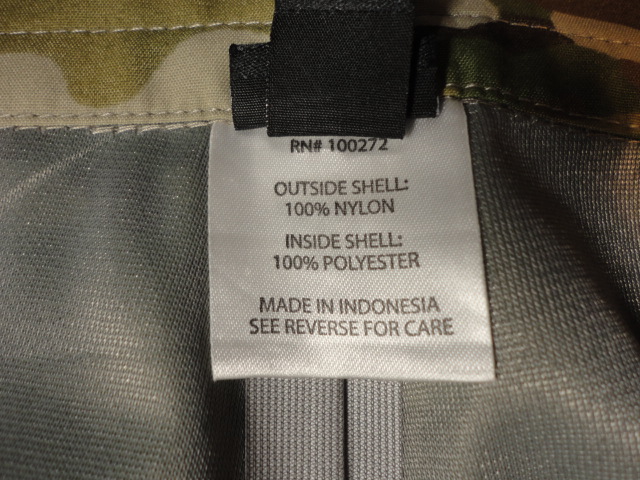 RN# 100272
OUTSIDE SHELL:
100% NYLON
INSIDE SHELL:
100% POLYESTER
MADE IN INDONESIA
SEE REVERSE FOR CARE